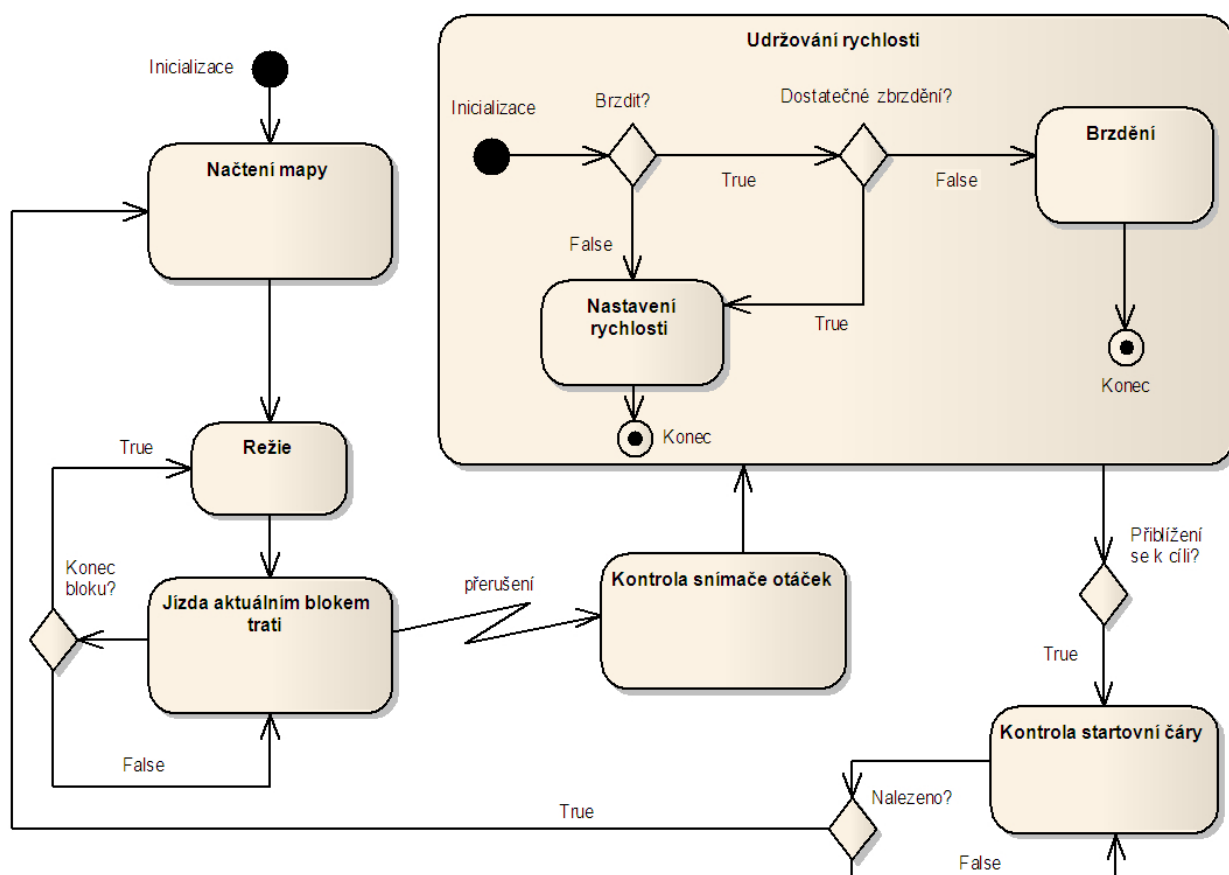 Udržování rychlosti
Inicializace
Inicializace
Brzdit?
Dostatečné zbrzdění?
Brzdění
Načtení mapy
True
False
False
Nastavení
rychlosti
True
Konec
Konec
True
Režie
Konec
bloku?
Jízda aktuálním blokem
trati
přerušení
Kontrola snímače otáček
Přiblížení
se k cíli?
True
False
Kontrola startovní čáry
Nalezeno?
True
False